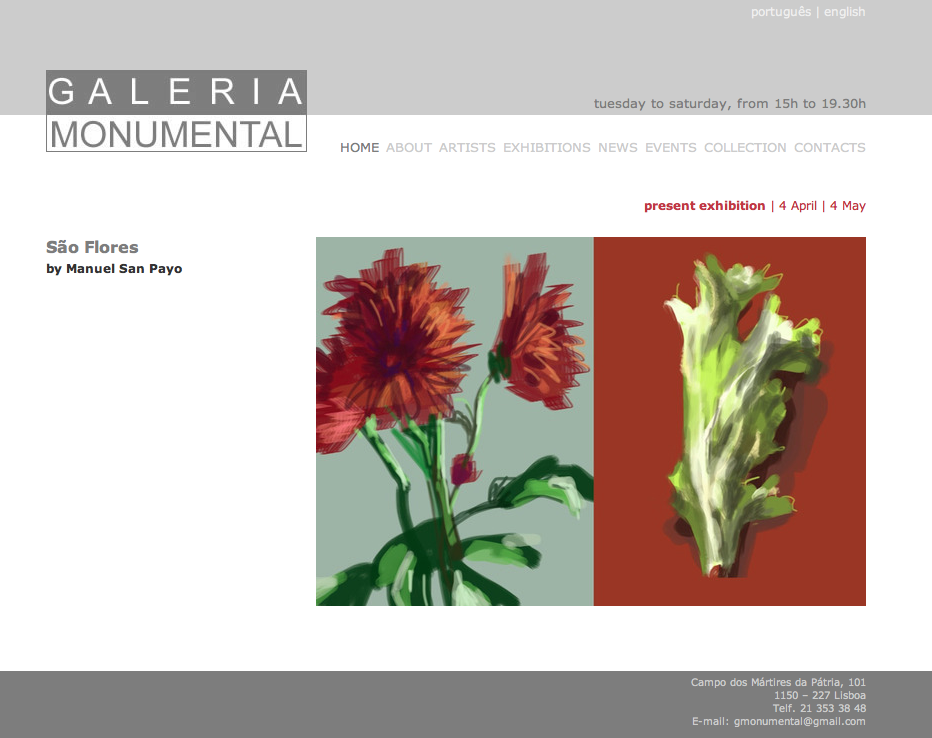 português | english
GALERIA
MONUMENTAL
tuesday to saturday, from 15h to 19.30h
HOME ABOUT ARTISTS EXHIBITIONS NEWS EVENTS COLLECTION CONTACTS
present exhibition | 4 April | 4 May
São Flores
by Manuel San Payo
Campo dos Mártires da Pátria, 101
1150 – 227 Lisboa
Telf. 21 353 38 48
E-mail: gmonumental@gmail.com